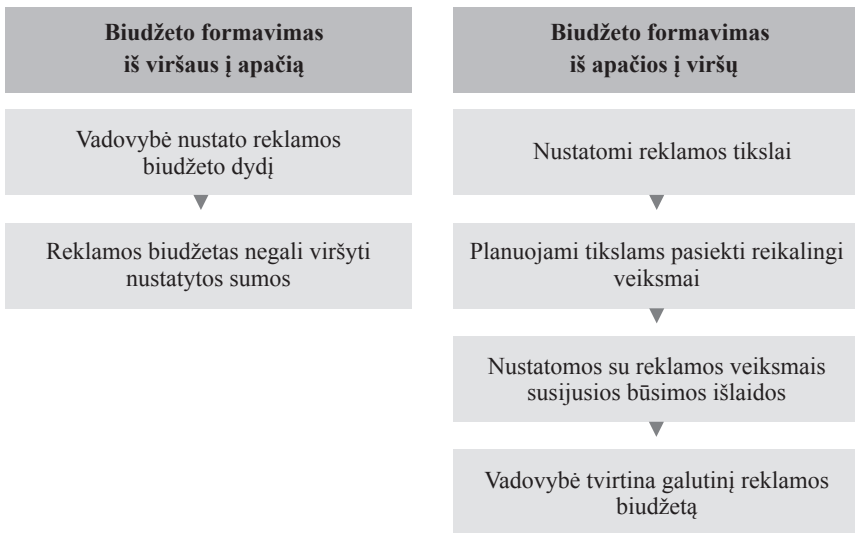 Biudžeto formavimas
iš viršaus į apačią
Vadovybė nustato reklamos
biudžeto dydį
Reklamos biudžetas negali viršyti
nustatytos sumos
Biudžeto formavimas
iš apačios į viršų
Nustatomi reklamos tikslai
Planuojami tikslams pasiekti reikalingi
veiksmai
Nustatomos su reklamos veiksmais
susijusios būsimos išlaidos
Vadovybė tvirtina galutinį reklamos
biudžetą